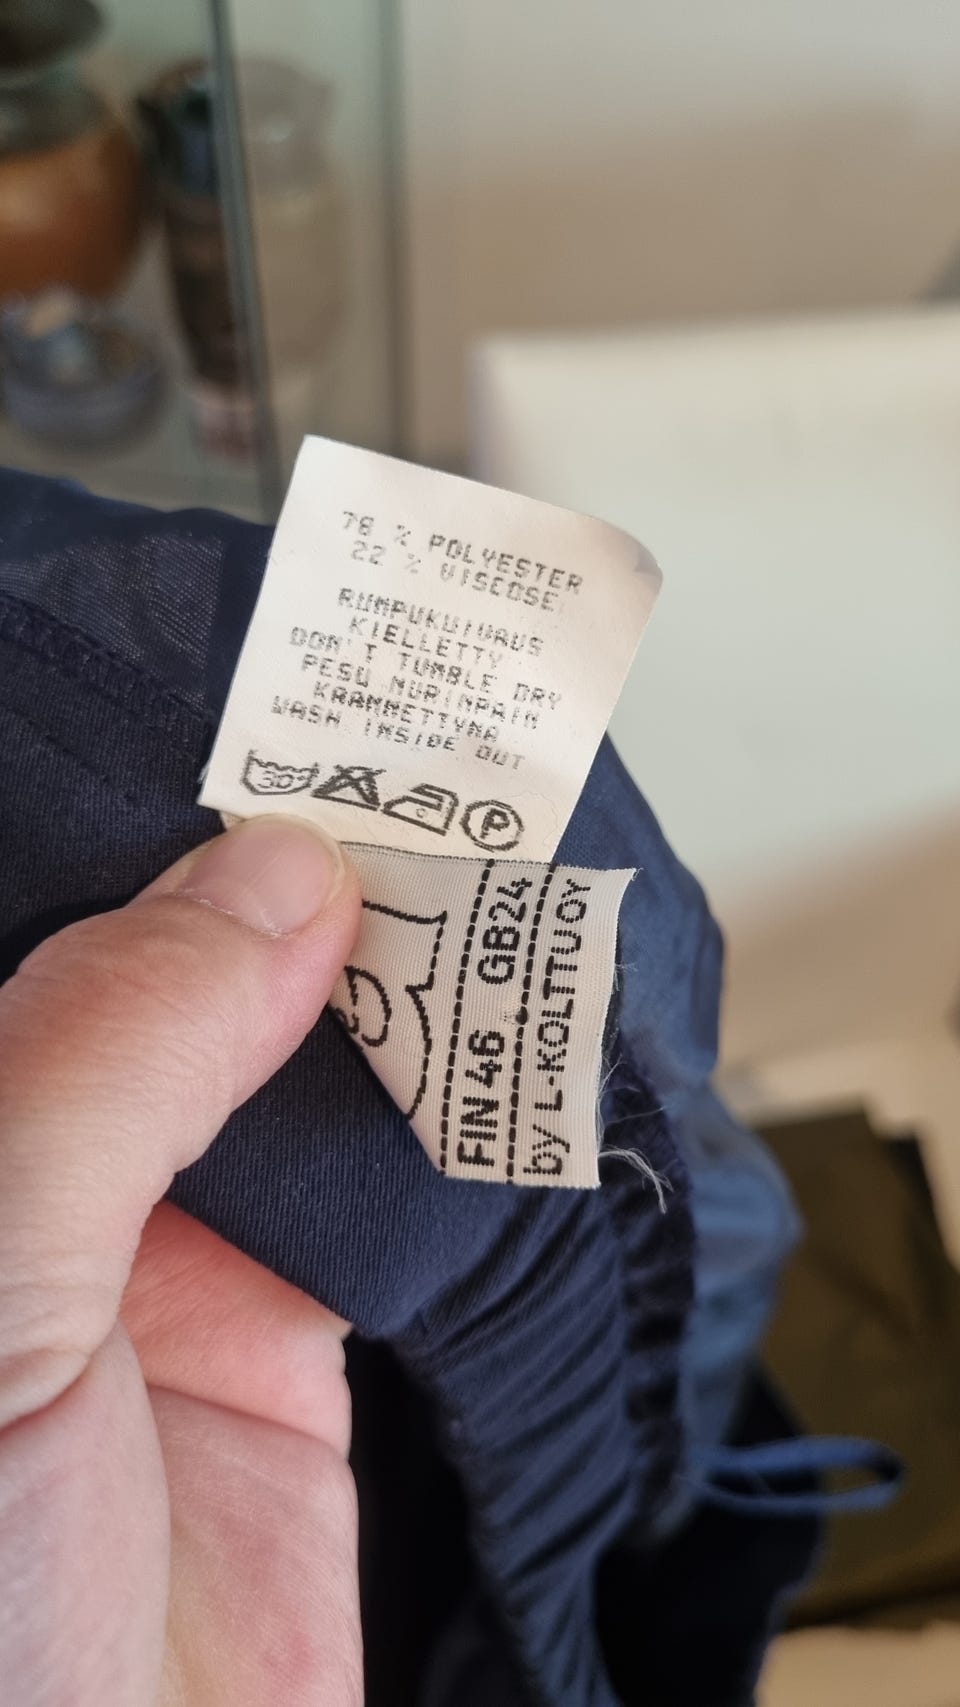 78 % POLYESTER
22 % VISCOSE
RUMPUKUIVAUS
KIELLETTY
DON'T TUMBLE DRY
PESU NURINPAIN
KRAMMETTYNA
WASH INSIDE OUT
30°
P
FIN 46 GB24
by L-KOLTTU OY